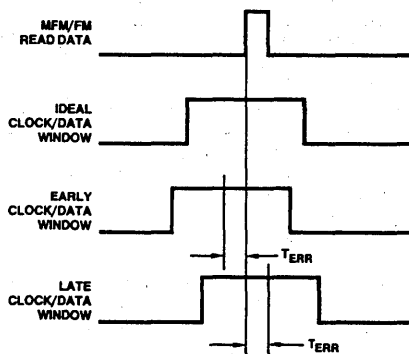 MFM/FM
READ DATA
IDEAL
CLOCK/DATA
WINDOW
EARLY
CLOCK/DATA
WINDOW
TERR
LATE
CLOCK/DATA
WINDOW
TERR